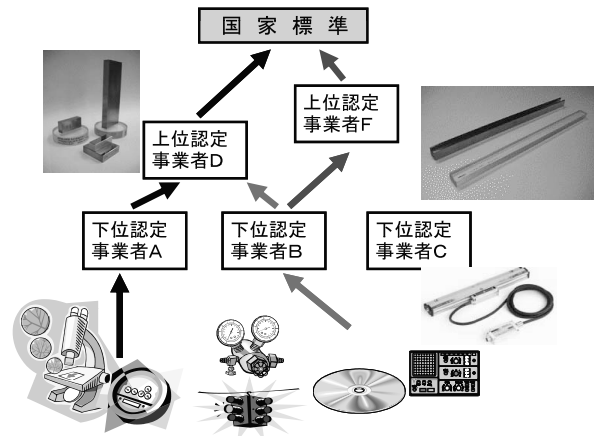 国家標準
上位認定
事業者F
上位認定
事業者D
下位認定
事業者A
下位認定
事業者B
下位認定
事業者C